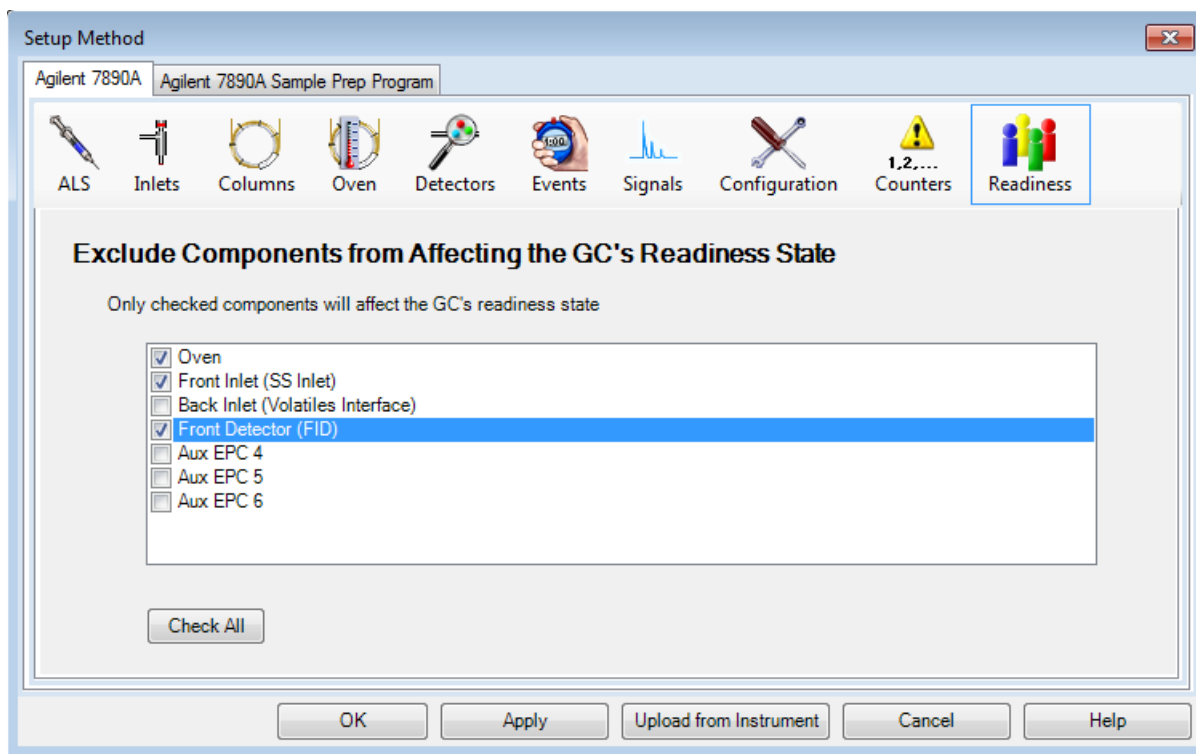 Setup Method
Agilent 7890A Agilent 7890A Sample Prep Program
1:00
1,2,...
ALS Inlets Columns Oven Detectors Events Signals Configuration Counters Readiness
Exclude Components from Affecting the GC's Readiness State
Only checked components will affect the GC's readiness state
Oven
Front Inlet (SS Inlet)
Back Inlet (Volatiles Interface)
Front Detector (FID)
Aux EPC 4
Aux EPC 5
Aux EPC 6
Check All
OK Apply Upload from Instrument Cancel Help